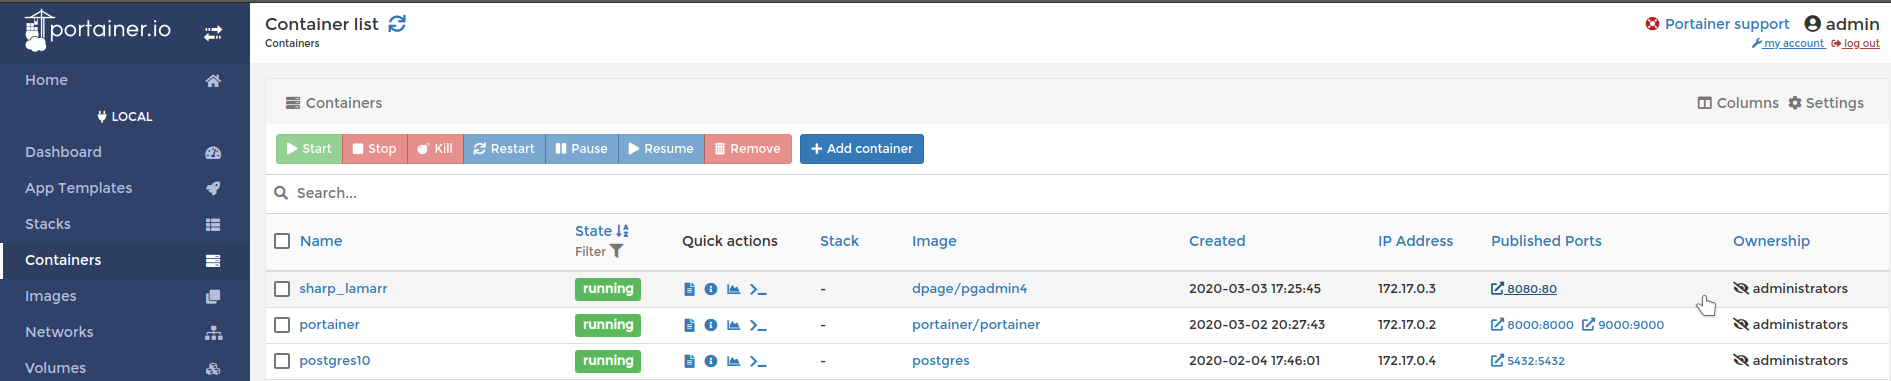 portainer.io
Container list
Containers
Portainer support admin
my account log out
Home
LOCAL
Dashboard
App Templates
Stacks
Containers
Images
Networks
Volumes
Containers Columns Settings
Start Stop Kill Restart Pause Resume Remove Add container
Search...
Name State Filter Quick actions Stack Image Created IP Address Published Ports Ownership
sharp_lamarr running - dpage/pgadmin4 2020-03-03 17:25:45 172.17.0.3 8080:80 administrators
portainer running - portainer/portainer 2020-03-02 20:27:43 172.17.0.2 8000:8000 9000:9000 administrators
postgres10 running - postgres 2020-02-04 17:46:01 172.17.0.4 5432:5432 administrators